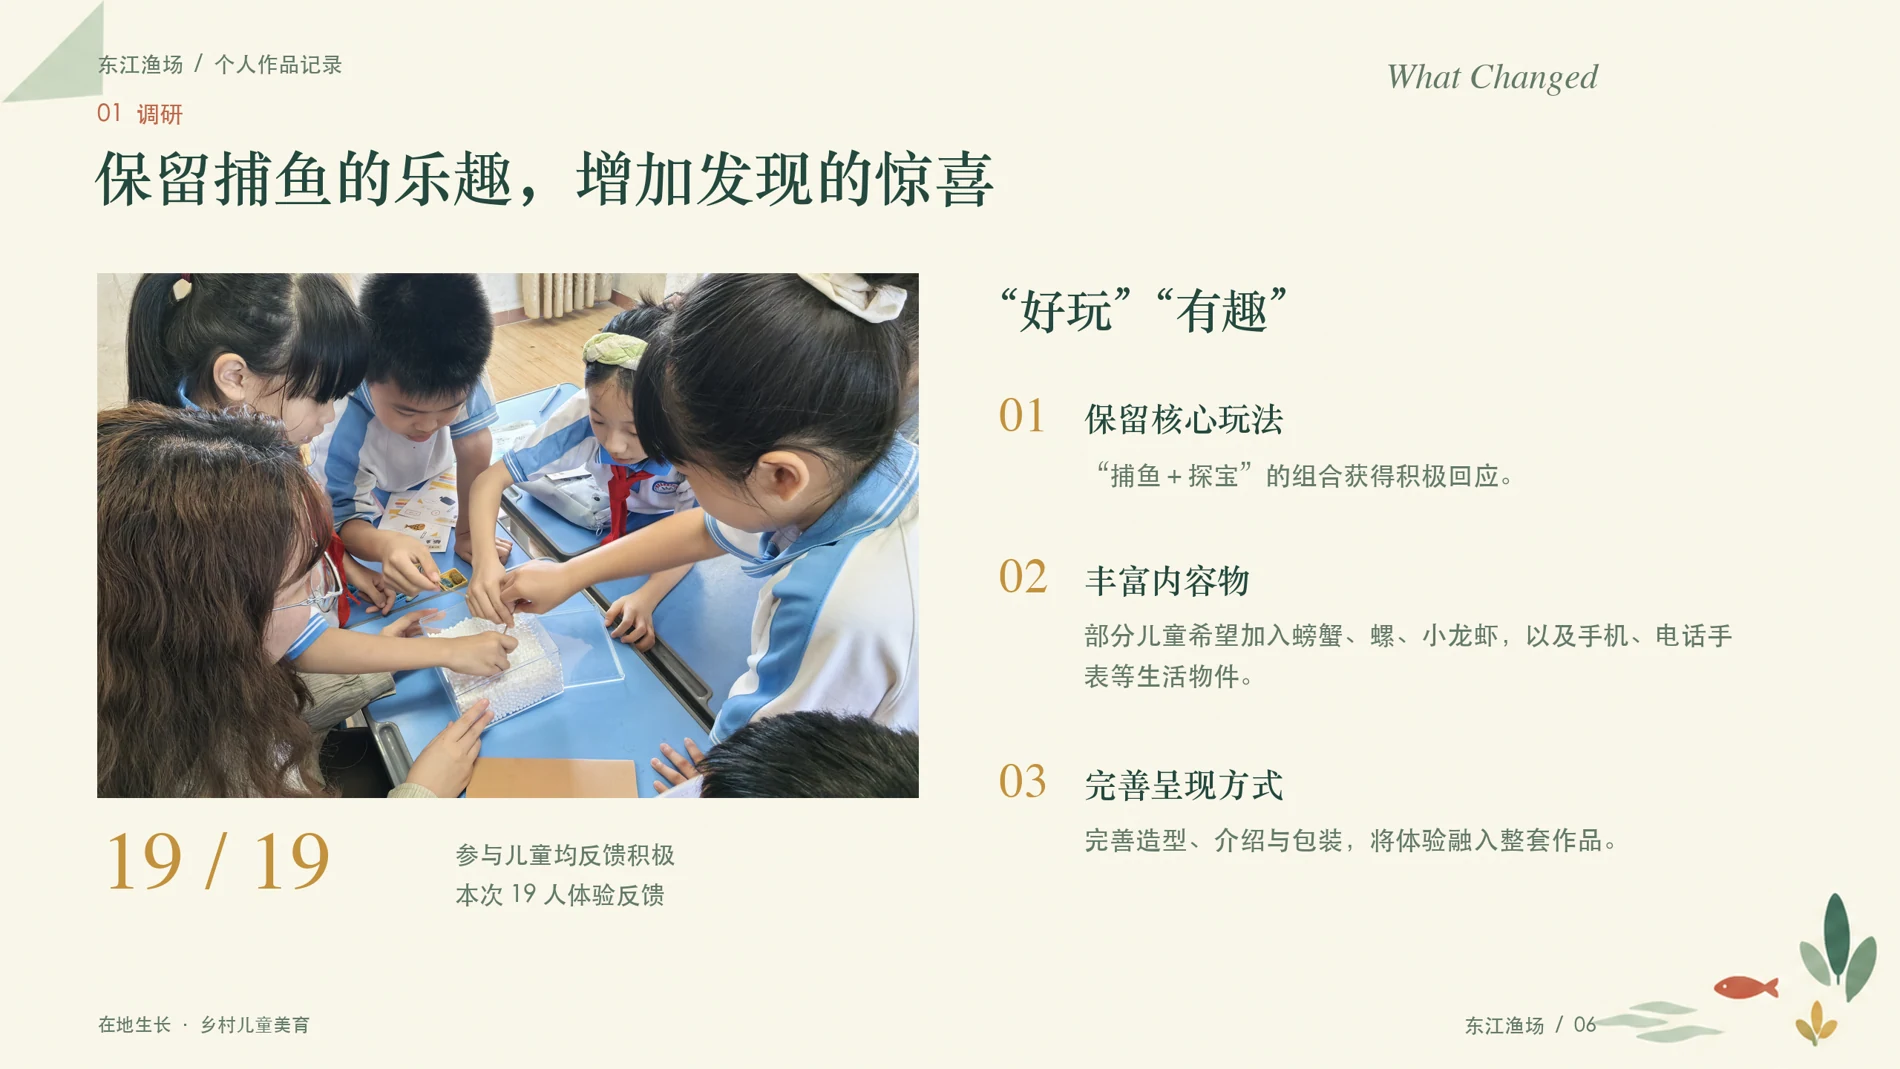 东江渔场 / 个人作品记录
What Changed
01 调研
保留捕鱼的乐趣，增加发现的惊喜
“好玩”“有趣”
01 保留核心玩法
“捕鱼＋探宝”的组合获得积极回应。
02 丰富内容物
部分儿童希望加入螃蟹、螺、小龙虾，以及手机、电话手
表等生活物件。
03 完善呈现方式
完善造型、介绍与包装，将体验融入整套作品。
19 / 19
参与儿童均反馈积极
本次 19 人体验反馈
在地生长 · 乡村儿童美育
东江渔场 / 06